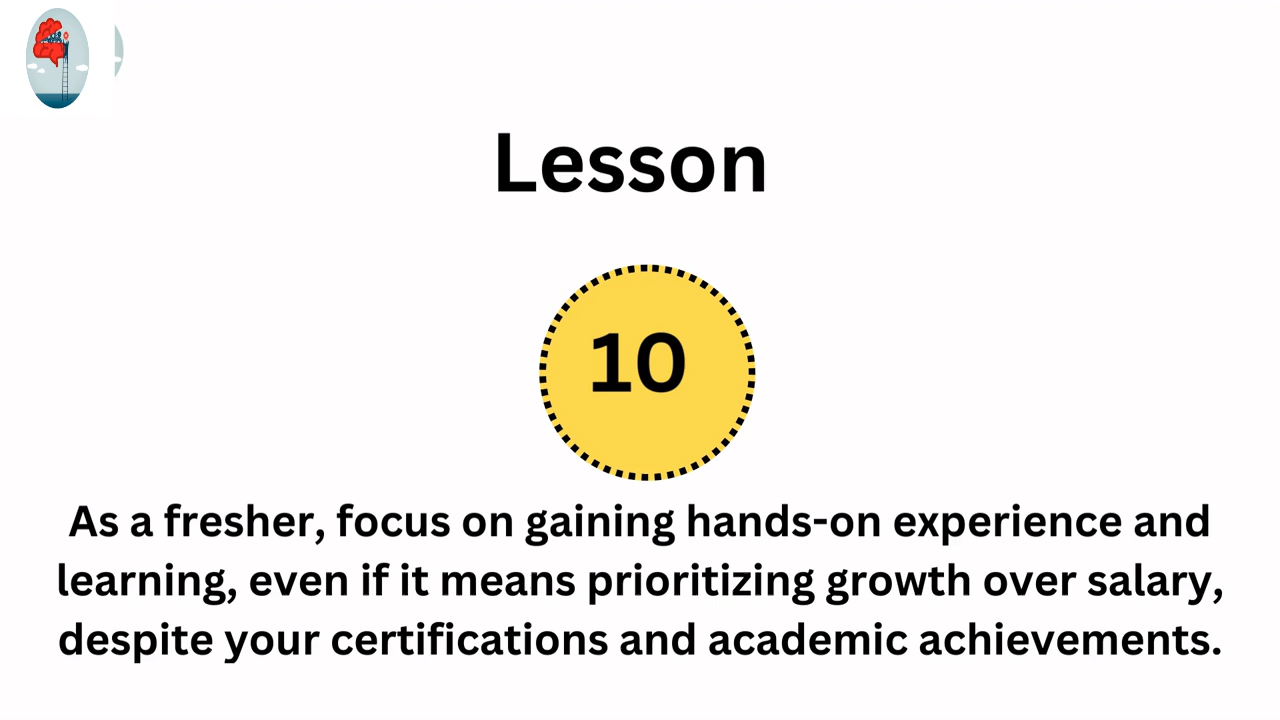 Lesson
10
As a fresher, focus on gaining hands-on experience and
learning, even if it means prioritizing growth over salary,
despite your certifications and academic achievements.